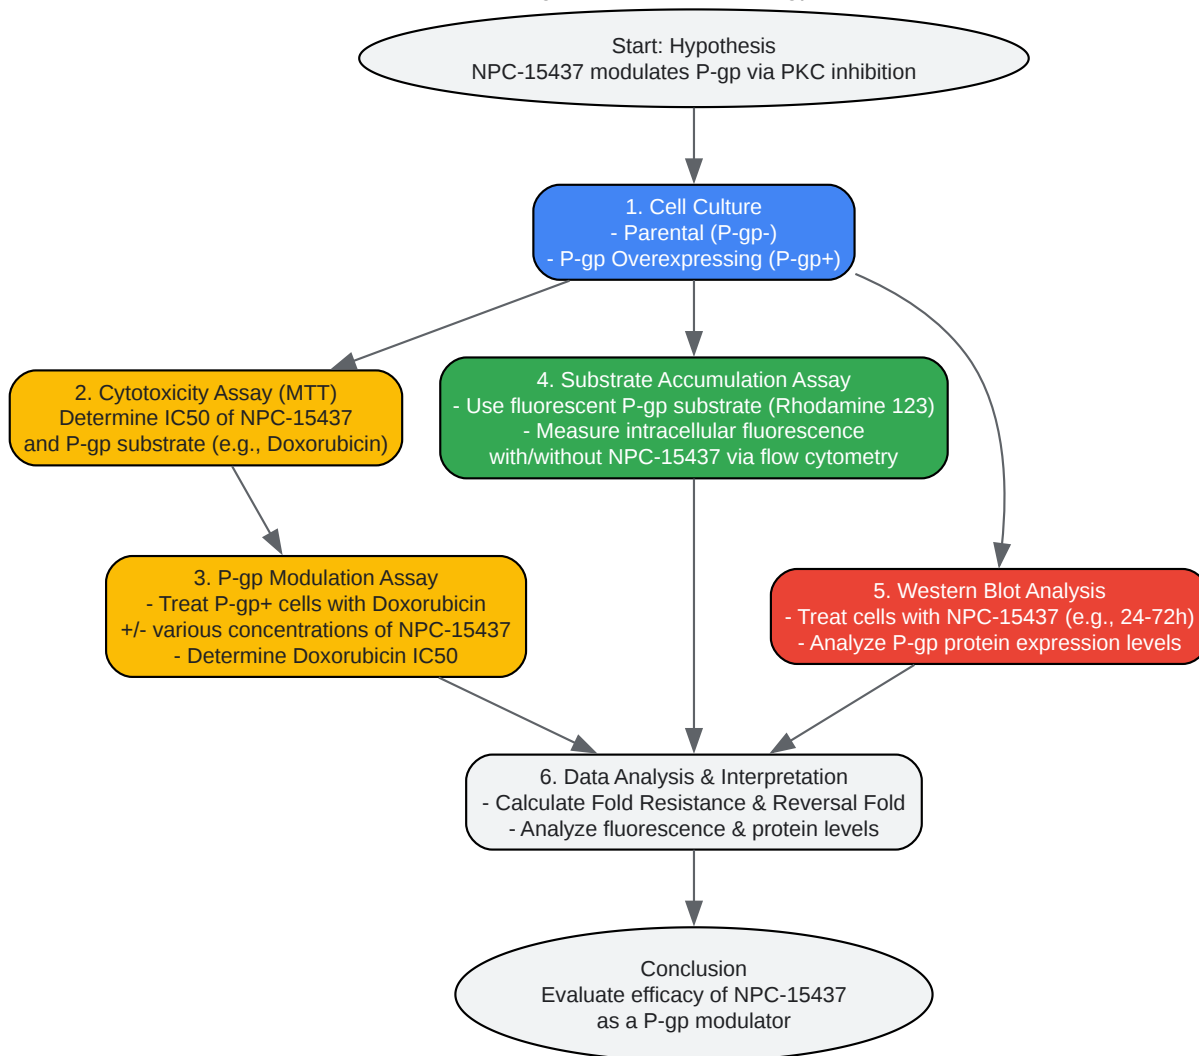 Start: Hypothesis
NPC-15437 modulates P-gp via PKC inhibition
1. Cell Culture
- Parental (P-gp-)
- P-gp Overexpressing (P-gp+)
2. Cytotoxicity Assay (MTT)
Determine IC50 of NPC-15437
and P-gp substrate (e.g., Doxorubicin)
4. Substrate Accumulation Assay
- Use fluorescent P-gp substrate (Rhodamine 123)
- Measure intracellular fluorescence
with/without NPC-15437 via flow cytometry
3. P-gp Modulation Assay
- Treat P-gp+ cells with Doxorubicin
+/- various concentrations of NPC-15437
- Determine Doxorubicin IC50
5. Western Blot Analysis
- Treat cells with NPC-15437 (e.g., 24-72h)
- Analyze P-gp protein expression levels
6. Data Analysis & Interpretation
- Calculate Fold Resistance & Reversal Fold
- Analyze fluorescence & protein levels
Conclusion
Evaluate efficacy of NPC-15437
as a P-gp modulator